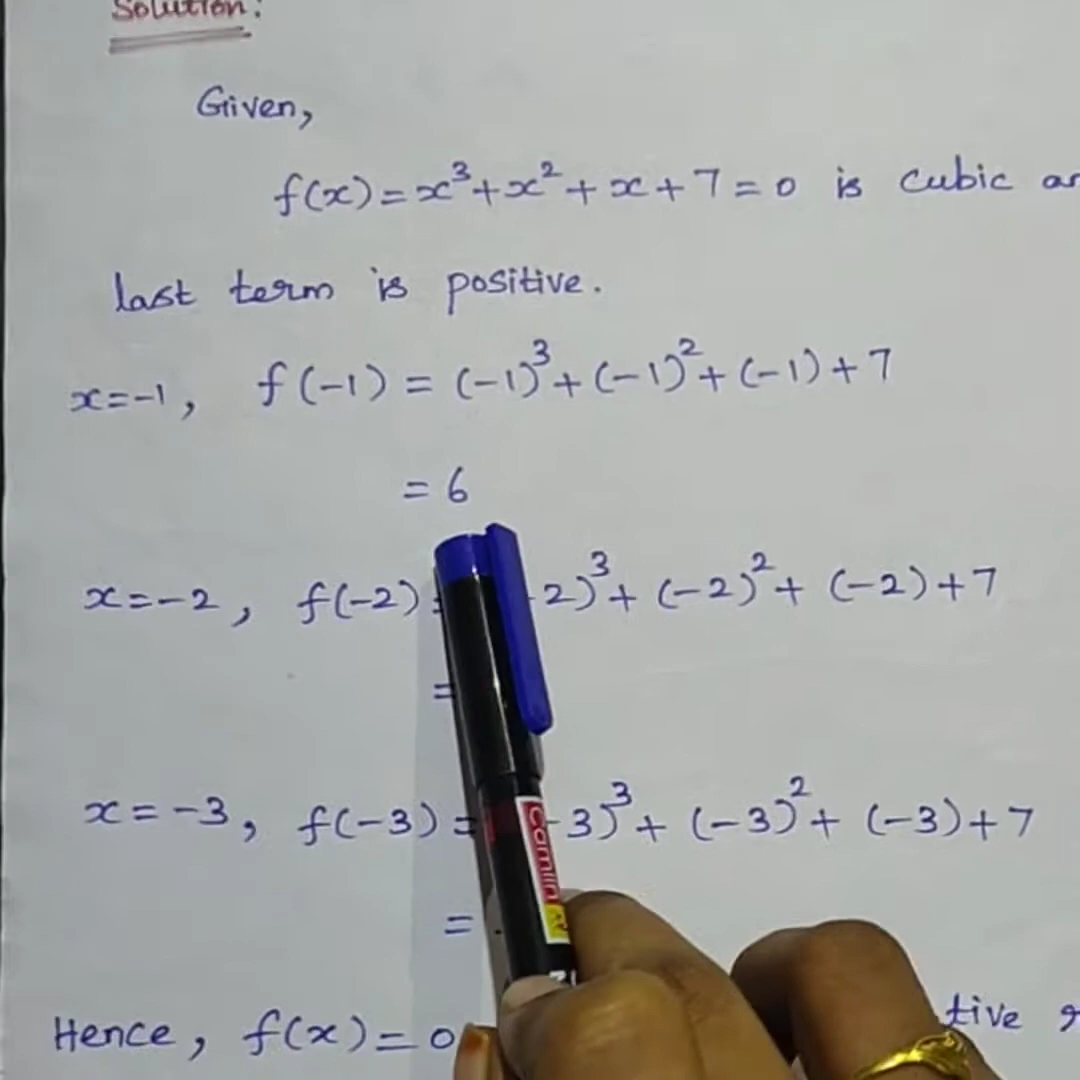 Solution:
Given,
f(x)=x³+x²+x+7=0 is cubic
last term is positive.
x=-1, f(-1) = (-1)³+(-1)²+(-1)+7
= 6
x=-2, f(-2) = 2)³+(-2)²+(-2)+7
=
x=-3, f(-3) = -3)³+(-3)²+(-3)+7
=
Camlin
Hence, f(x)=0